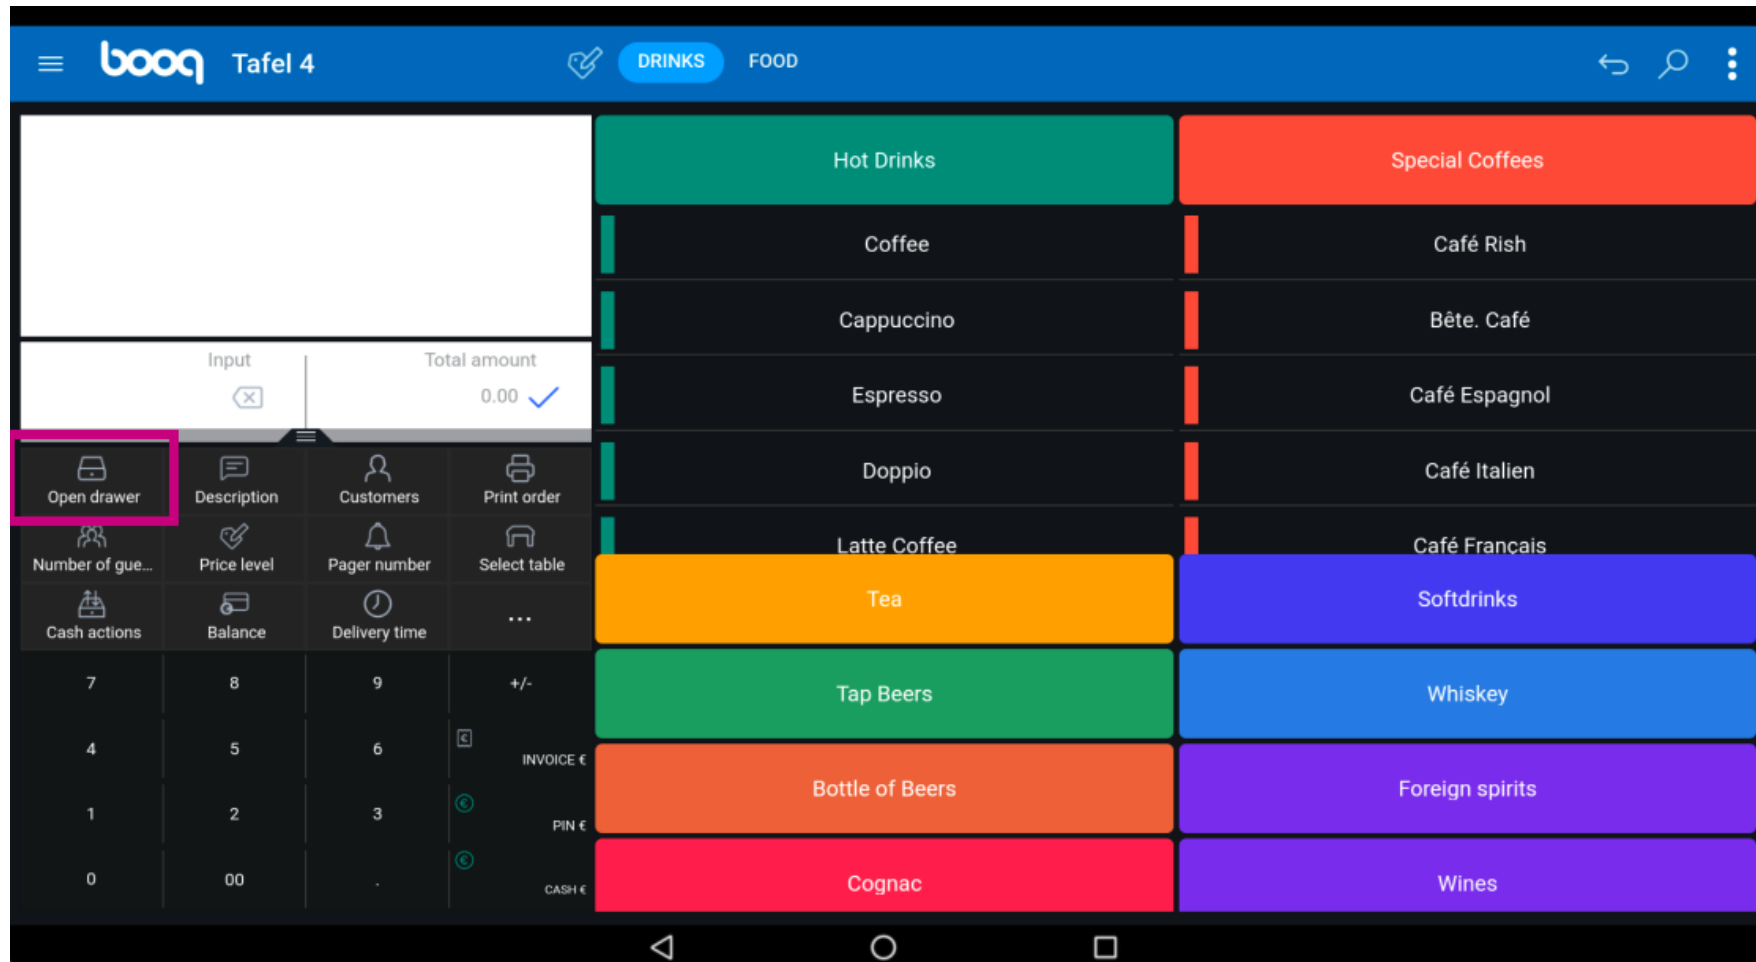 booq Tafel 4 DRINKS FOOD
Hot Drinks
Coffee
Cappuccino
Espresso
Doppio
Latte Coffee
Special Coffees
Café Rish
Bête. Café
Café Espagnol
Café Italien
Café Français
Input Total amount
0.00
Open drawer Description Customers Print order
Number of gue... Price level Pager number Select table
Cash actions Balance Delivery time ...
7 8 9 +/-
4 5 6 € INVOICE €
1 2 3 € PIN €
0 00 . € CASH €
Tea Softdrinks
Tap Beers Whiskey
Bottle of Beers Foreign spirits
Cognac Wines